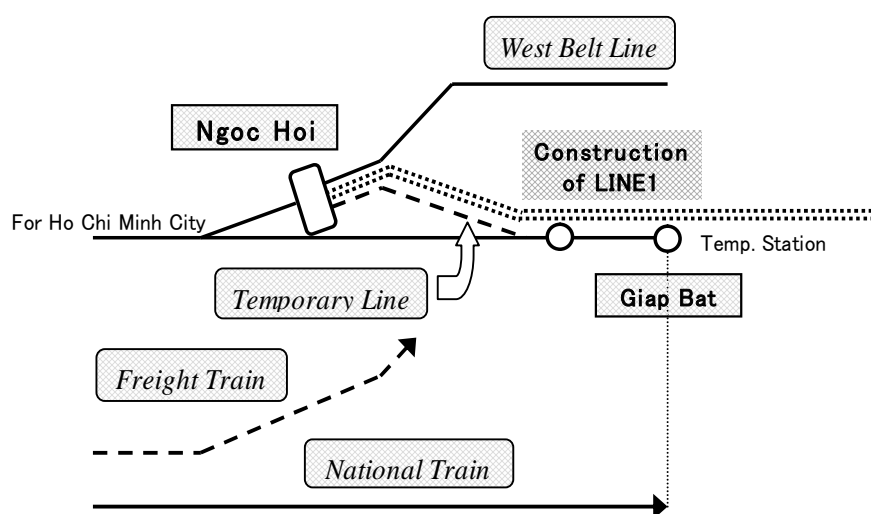 West Belt Line
Ngoc Hoi
Construction
of LINE1
For Ho Chi Minh City
Temp. Station
Temporary Line
Giap Bat
Freight Train
National Train